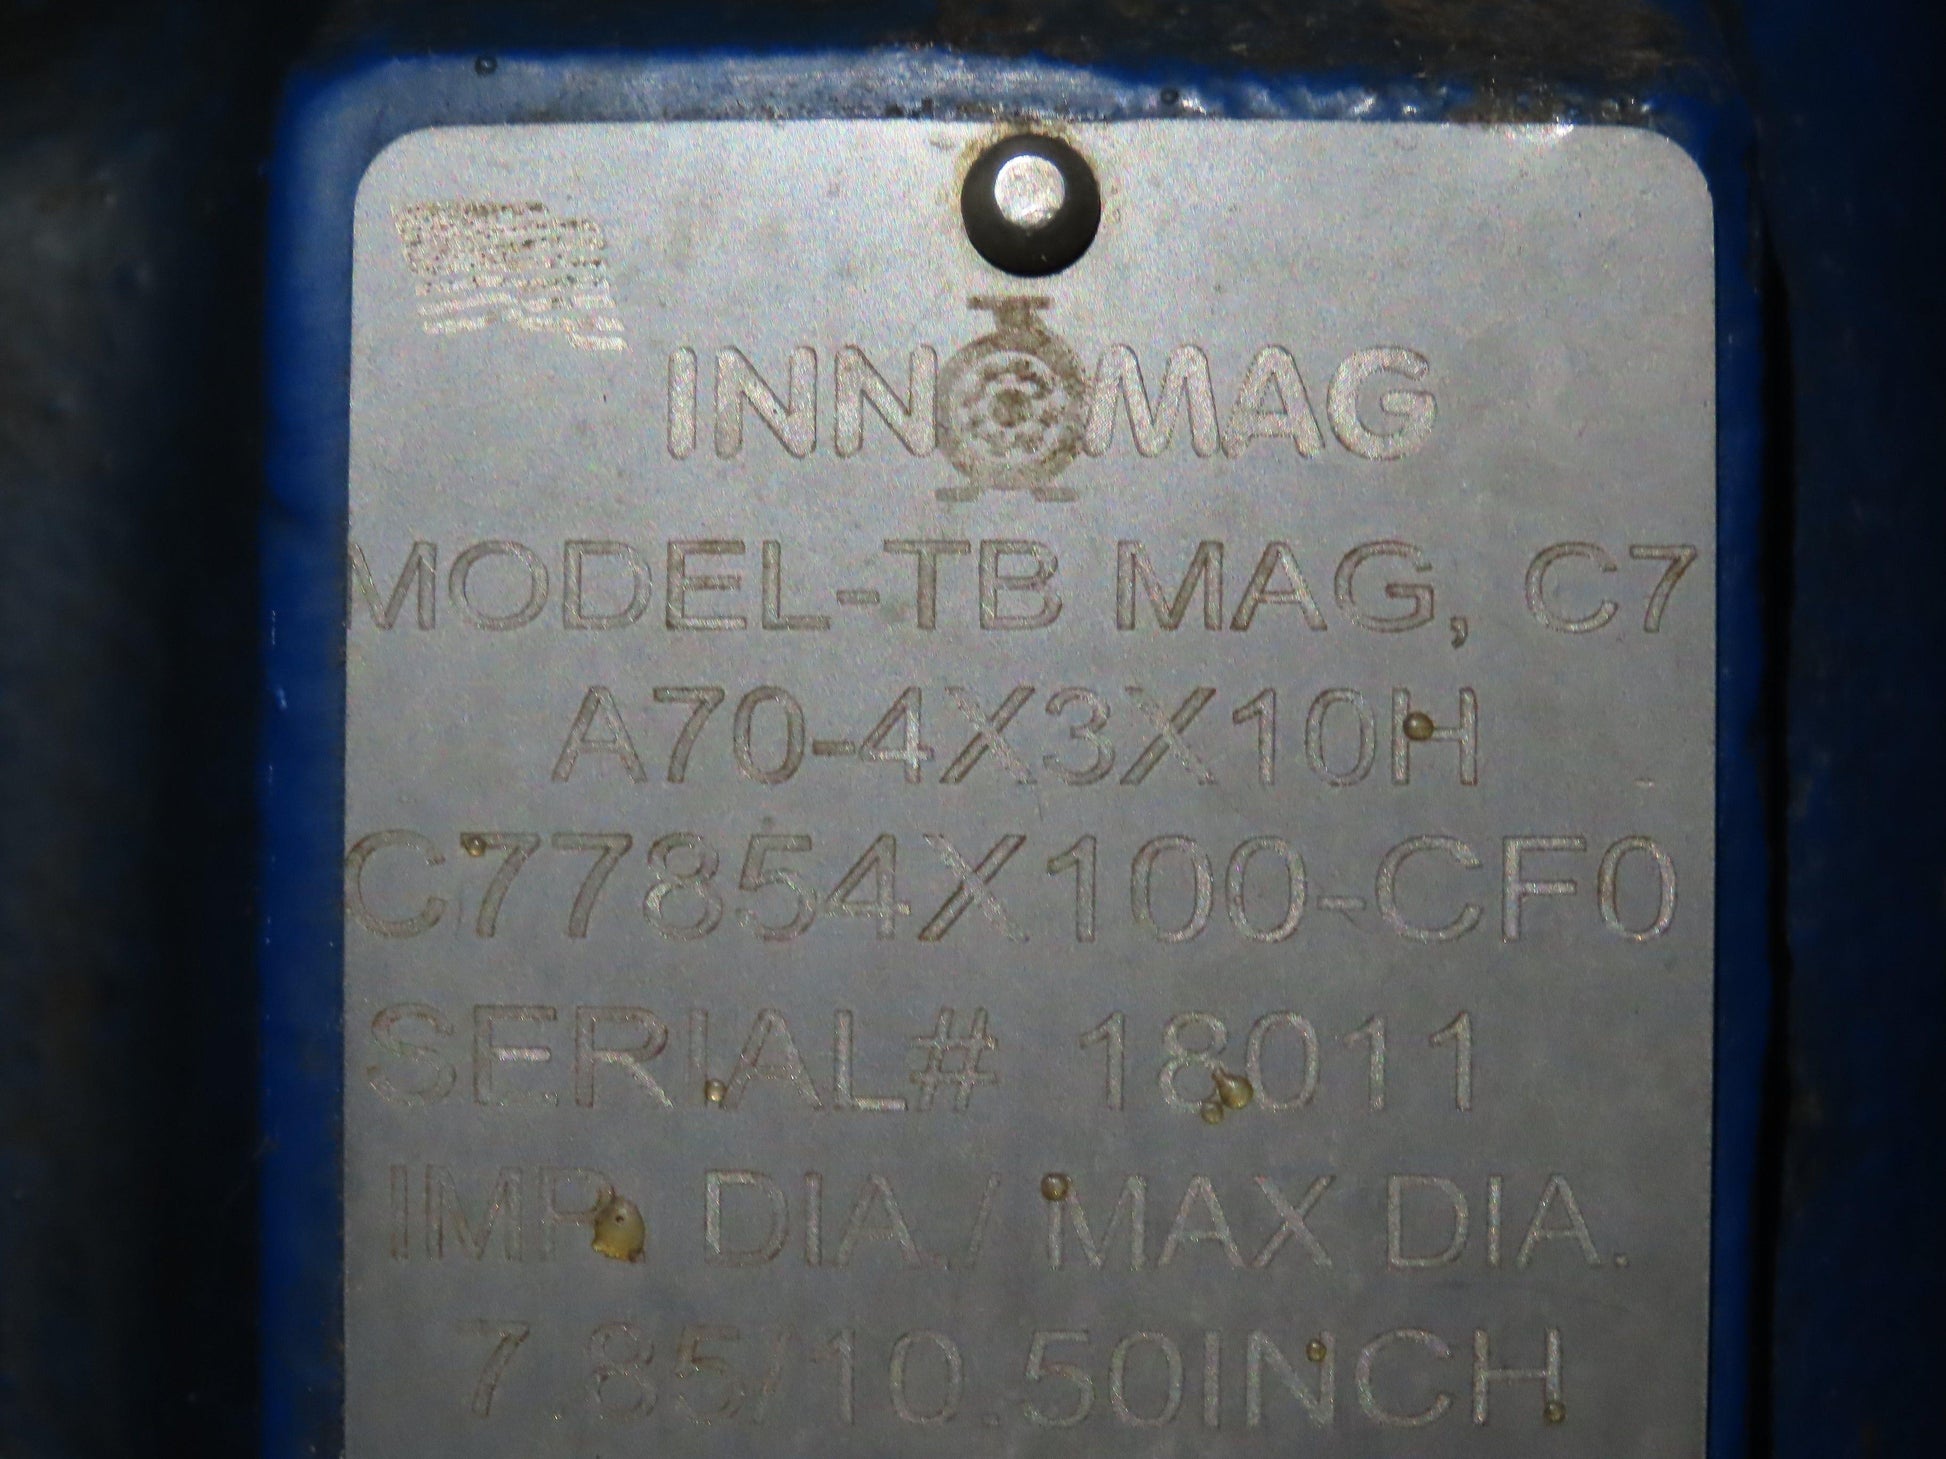 INNOMAG
MODEL-TB MAG, C7
A70-4X3X10H
C77854X100-CF0
SERIAL# 18011
IMP. DIA./ MAX DIA.
7.85/10.50INCH